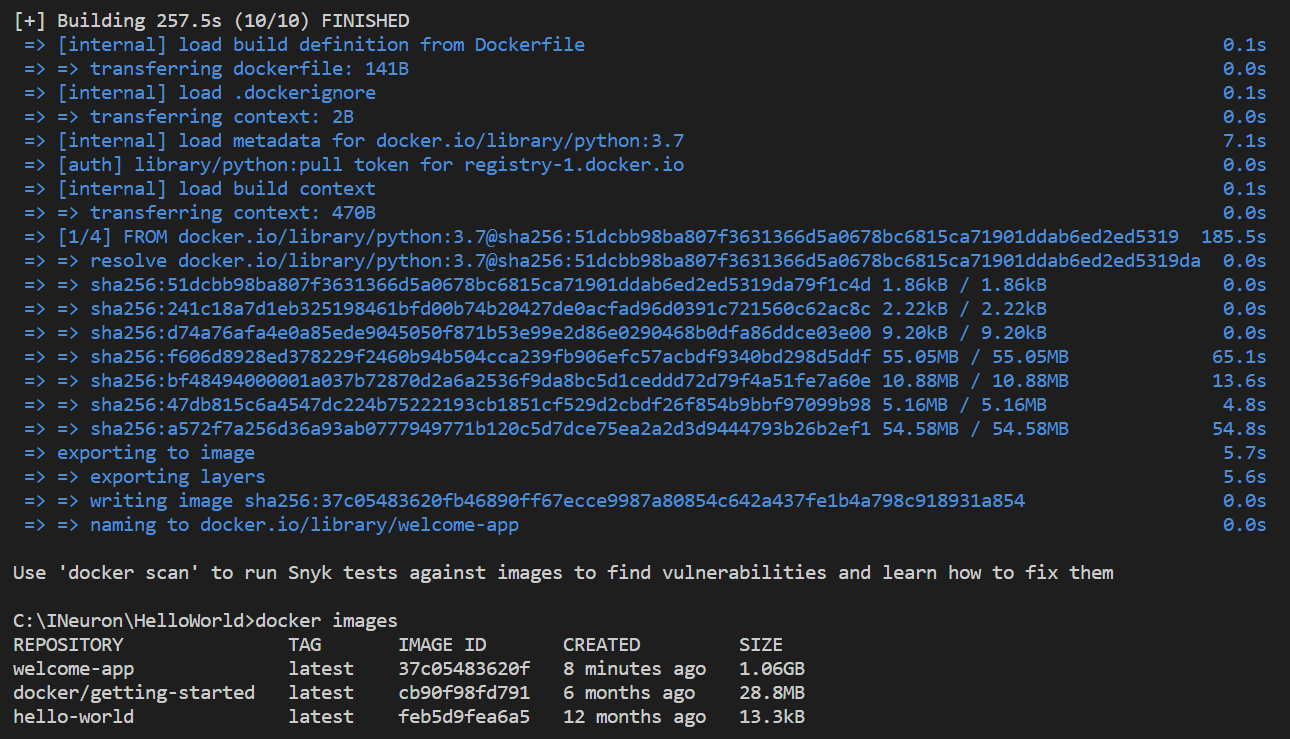 [+] Building 257.5s (10/10) FINISHED
=> [internal] load build definition from Dockerfile 0.1s
=> => transferring dockerfile: 141B 0.0s
=> [internal] load .dockerignore 0.1s
=> => transferring context: 2B 0.0s
=> [internal] load metadata for docker.io/library/python:3.7 7.1s
=> [auth] library/python:pull token for registry-1.docker.io 0.0s
=> [internal] load build context 0.1s
=> => transferring context: 470B 0.0s
=> [1/4] FROM docker.io/library/python:3.7@sha256:51dcbb98ba807f3631366d5a0678bc6815ca71901ddab6ed2ed5319 185.5s
=> => resolve docker.io/library/python:3.7@sha256:51dcbb98ba807f3631366d5a0678bc6815ca71901ddab6ed2ed5319da 0.0s
=> => sha256:51dcbb98ba807f3631366d5a0678bc6815ca71901ddab6ed2ed5319da79f1c4d 1.86kB / 1.86kB 0.0s
=> => sha256:241c18a7d1eb325198461bfd00b74b20427de0acfad96d0391c721560c62ac8c 2.22kB / 2.22kB 0.0s
=> => sha256:d74a76afa4e0a85ede9045050f871b53e99e2d86e0290468b0dfa86ddce03e00 9.20kB / 9.20kB 0.0s
=> => sha256:f606d8928ed378229f2460b94b504cca239fb906efc57acbdf9340bd298d5ddf 55.05MB / 55.05MB 65.1s
=> => sha256:bf48494000001a037b72870d2a6a2536f9da8bc5d1ceddd72d79f4a51fe7a60e 10.88MB / 10.88MB 13.6s
=> => sha256:47db815c6a4547dc224b75222193cb1851cf529d2cbdf26f854b9bbf97099b98 5.16MB / 5.16MB 4.8s
=> => sha256:a572f7a256d36a93ab0777949771b120c5d7dce75ea2a2d3d9444793b26b2ef1 54.58MB / 54.58MB 54.8s
=> exporting to image 5.7s
=> => exporting layers 5.6s
=> => writing image sha256:37c05483620fb46890ff67ecce9987a80854c642a437fe1b4a798c918931a854 0.0s
=> => naming to docker.io/library/welcome-app 0.0s
Use 'docker scan' to run Snyk tests against images to find vulnerabilities and learn how to fix them
C:\INeuron\HelloWorld>docker images
REPOSITORY TAG IMAGE ID CREATED SIZE
welcome-app latest 37c05483620f 8 minutes ago 1.06GB
docker/getting-started latest cb90f98fd791 6 months ago 28.8MB
hello-world latest feb5d9fea6a5 12 months ago 13.3kB